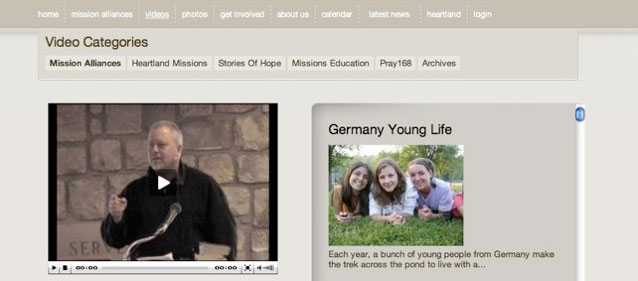 home mission alliances videos photos get involved about us calendar latest news heartland login
Video Categories
Mission Alliances Heartland Missions Stories Of Hope Missions Education Pray168 Archives
SER
Germany Young Life
Each year, a bunch of young people from Germany make
the trek across the pond to live with a...
00:00 00:00